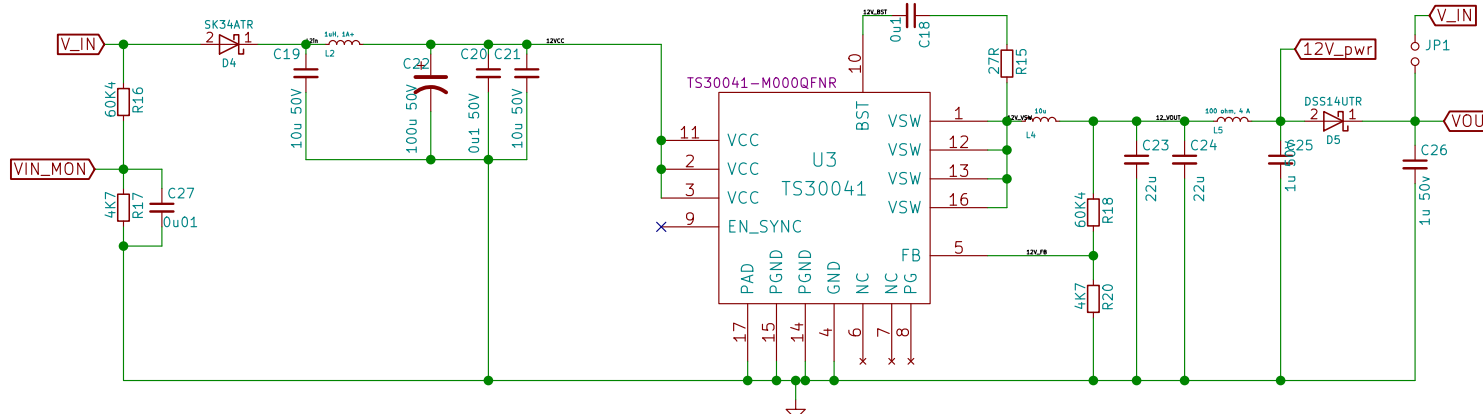 V_IN
SK34ATR
2
1
D4
60K4
R16
VIN_MON
4K7
R17
C27
0u01
C19
10u 50V
1uH, 1A+
L2
C22
100u 50V
C20
0u1 50V
C21
10u 50V
12VCC
12V_BST
0u1
C18
27R
R15
TS30041-M000QFNR
10
BST
11
VCC
2
VCC
3
VCC
9
EN_SYNC
U3
TS30041
VSW
1
VSW
12
VSW
13
VSW
16
FB
5
PAD
PGND
PGND
GND
NC
NC
PG
17
15
14
4
6
7
8
12V_VSW
10u
L4
12V_FB
60K4
R18
4K7
R20
12_VOUT
C23
22u
C24
22u
100 ohm, 4 A
L5
12V_pwr
C25
1u 50v
DSS14UTR
2
1
D5
V_IN
JP1
VOU
C26
1u 50v